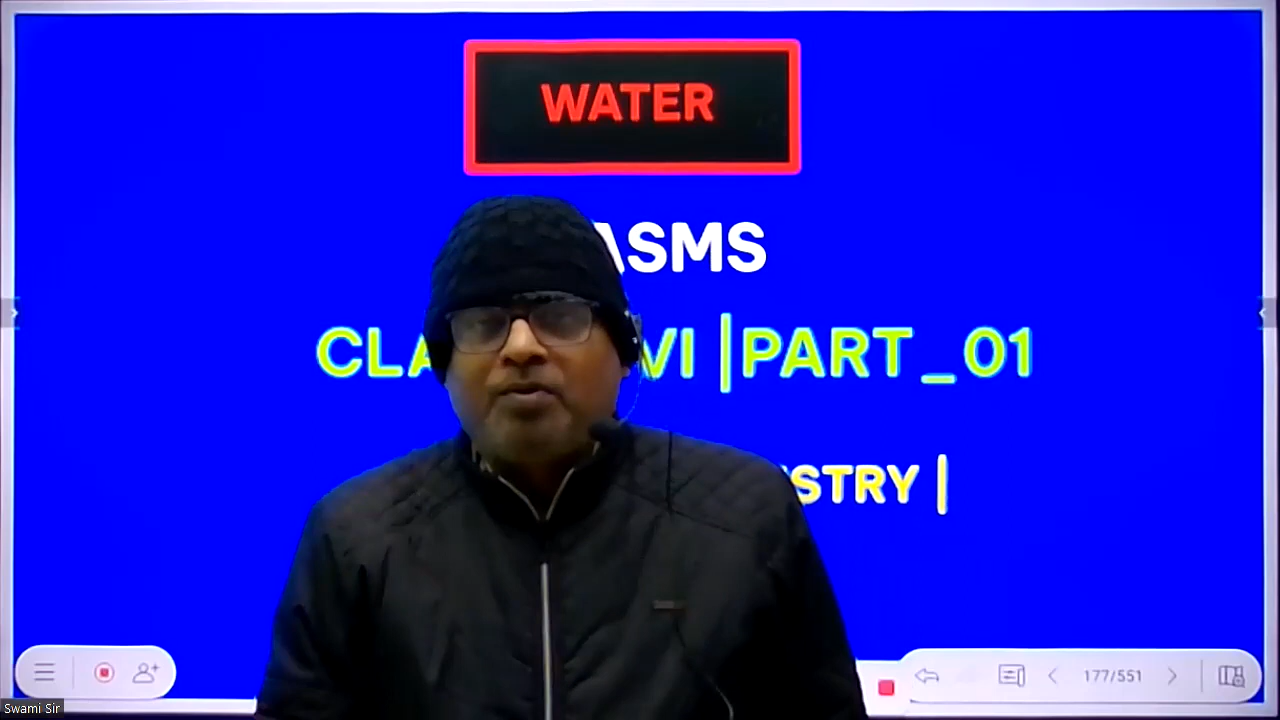 WATER
ASMS
CLA VI |PART_01
STRY |
177/551
Swami Sir